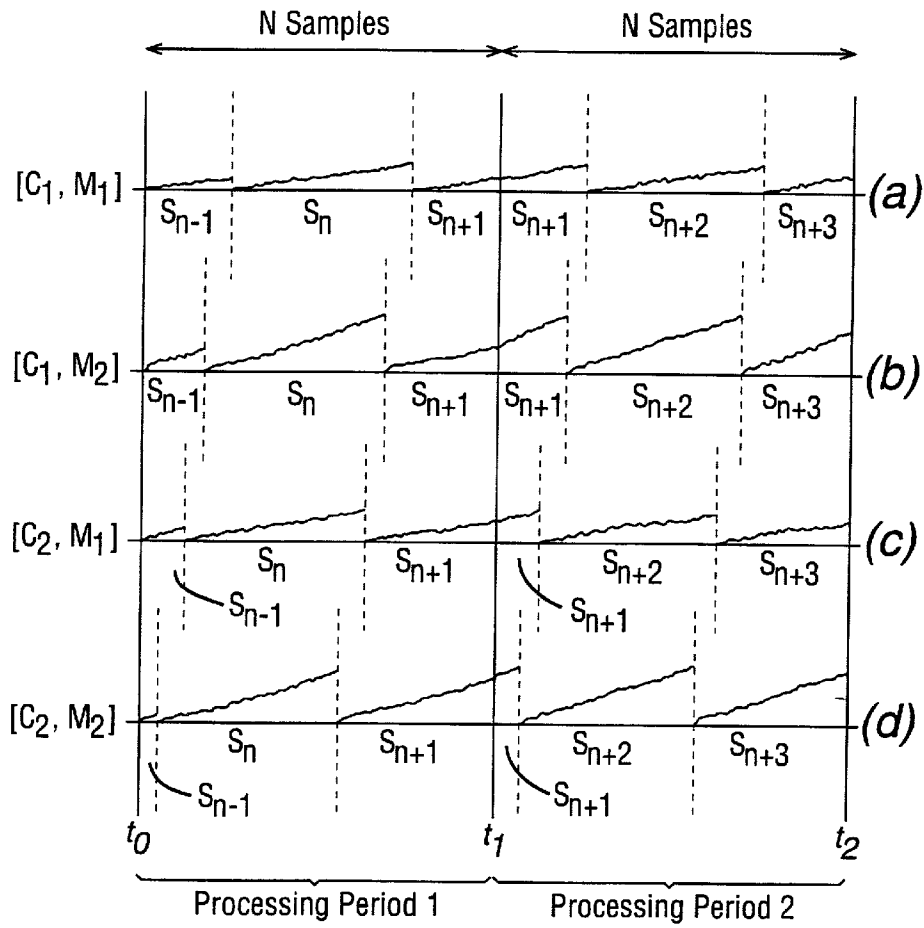 N Samples N Samples
[C1, M1] (a)
Sn-1 Sn Sn+1 Sn+1 Sn+2 Sn+3
[C1, M2] (b)
Sn-1 Sn Sn+1 Sn+1 Sn+2 Sn+3
[C2, M1] (c)
Sn Sn+1 Sn+2 Sn+3
Sn-1 Sn+1
[C2, M2] (d)
Sn Sn+1 Sn+2 Sn+3
Sn-1 Sn+1
t0 t1 t2
Processing Period 1 Processing Period 2